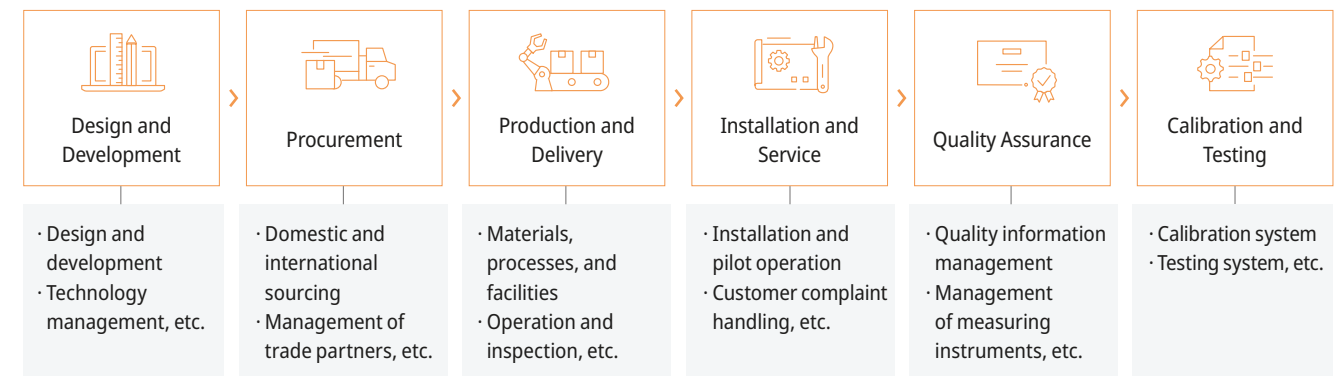 Design and
Development
Procurement
Production and
Delivery
Installation and
Service
Quality Assurance
Calibration and
Testing
· Design and
development
· Technology
management, etc.
· Domestic and
international
sourcing
· Management of
trade partners, etc.
· Materials,
processes, and
facilities
· Operation and
inspection, etc.
· Installation and
pilot operation
· Customer complaint
handling, etc.
· Quality information
management
· Management
of measuring
instruments, etc.
· Calibration system
· Testing system, etc.